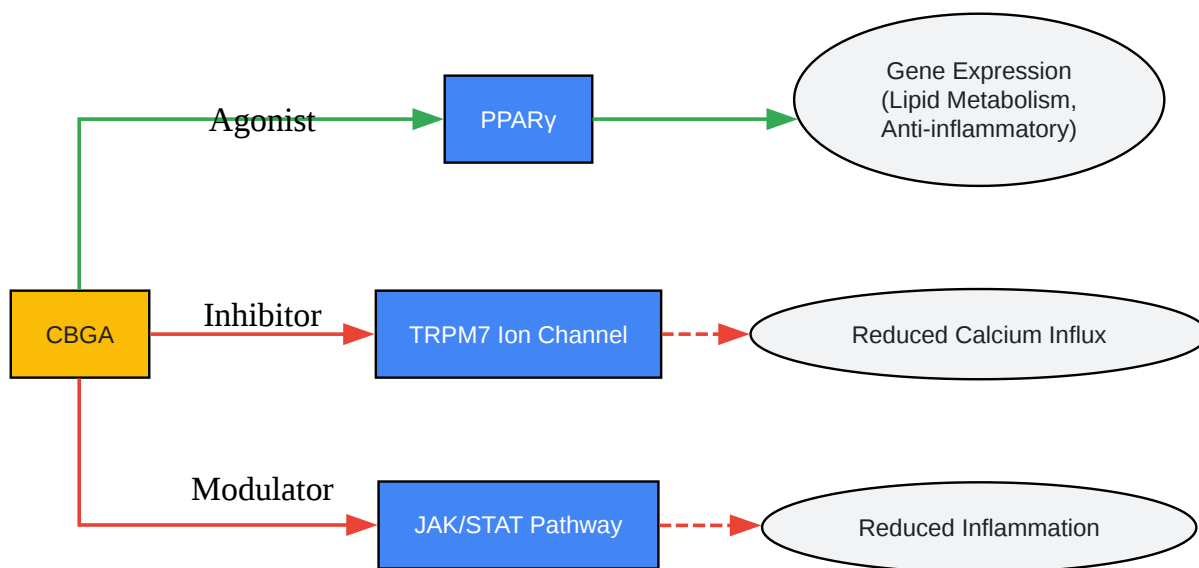 Agonist
PPARγ
Gene Expression
(Lipid Metabolism,
Anti-inflammatory)
CBGA
Inhibitor
TRPM7 Ion Channel
Reduced Calcium Influx
Modulator
JAK/STAT Pathway
Reduced Inflammation